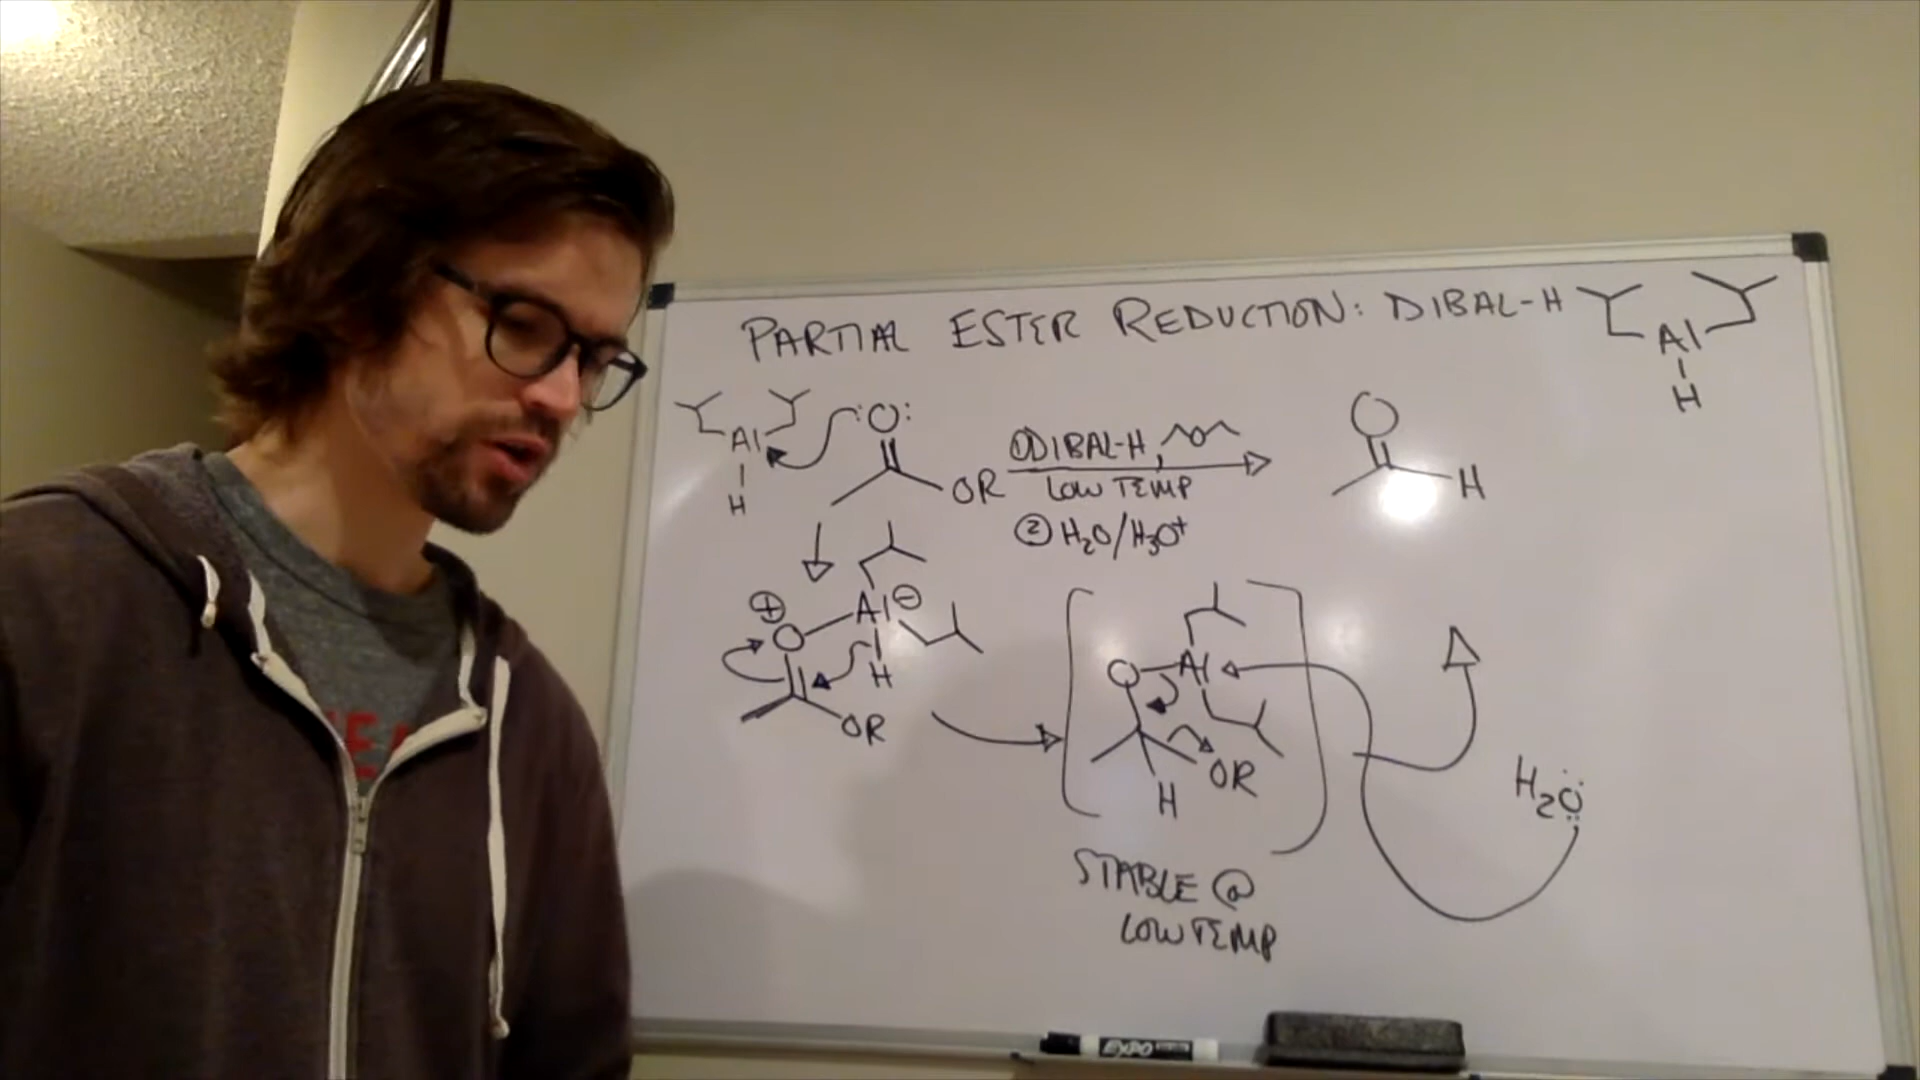 PARTIAL ESTER REDUCTION: DIBAL-H
Al
H
Al
H
:O:
OR
① DIBAL-H, O
LOW TEMP
② H₂O/H₃O⁺
O
H
⊕
O
Al ⊖
H
OR
O
Al
OR
H
H₂O
STABLE @
LOW TEMP
EXPO